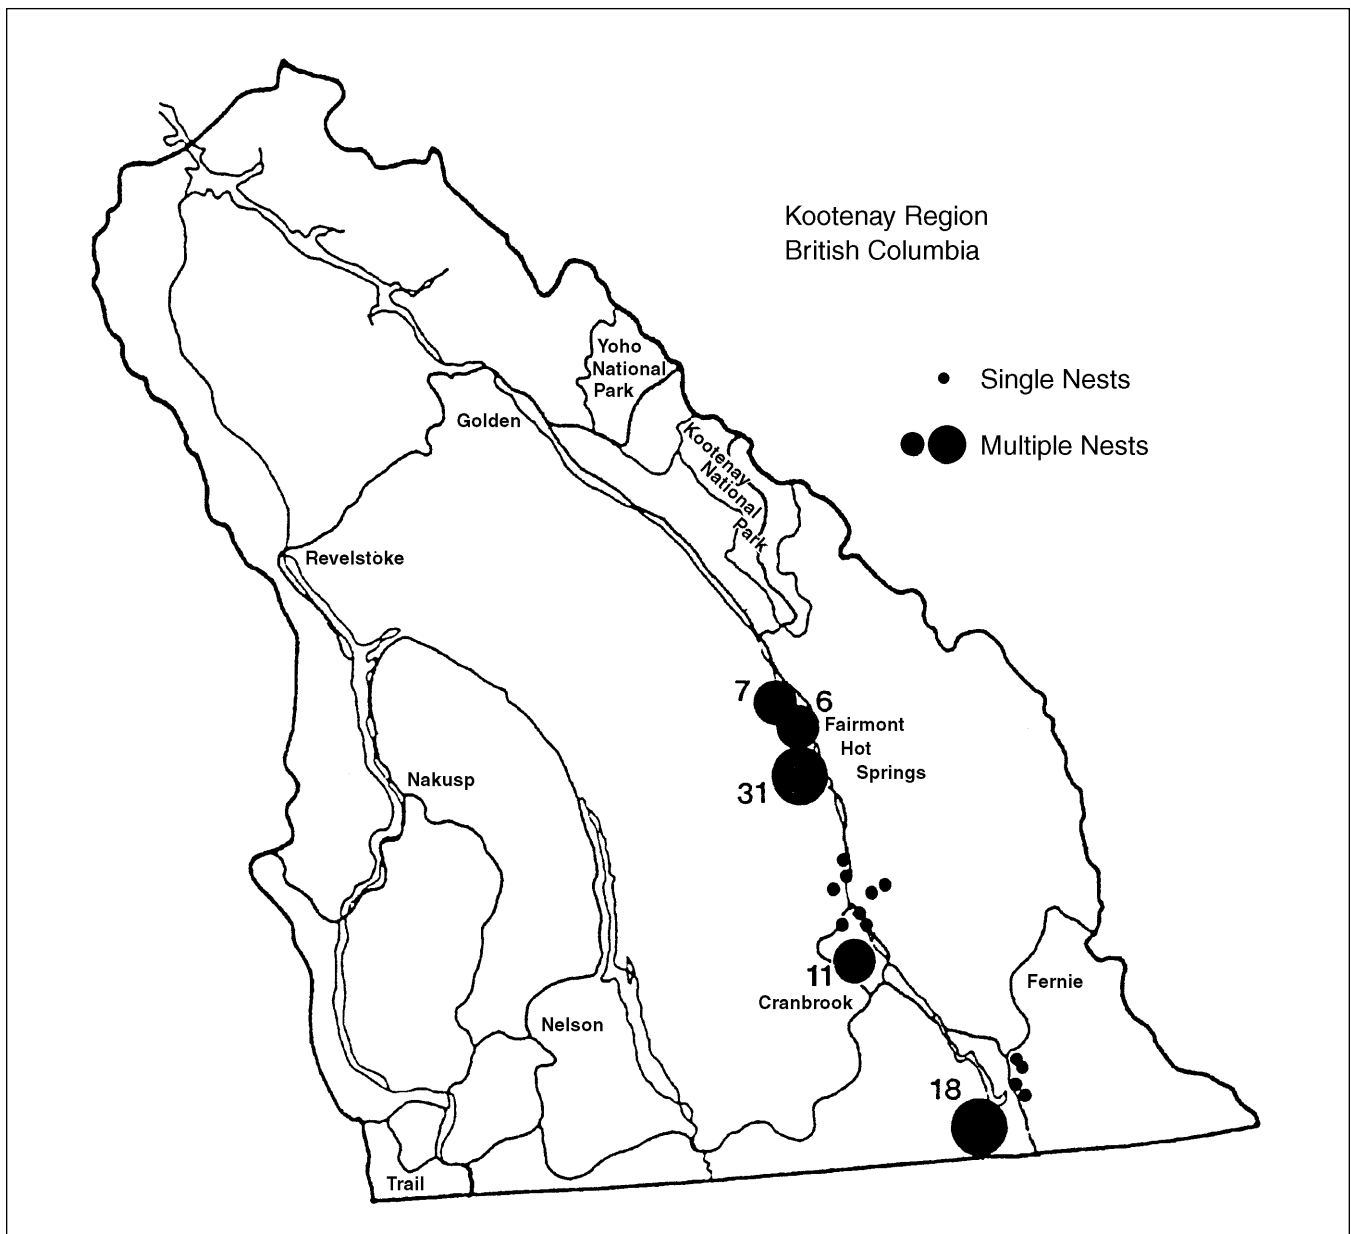 Kootenay Region
British Columbia
Yoho
National
Park
Single Nests
Golden
Kootenay
National
Park
Multiple Nests
Revelstoke
7
6
Fairmont
Hot
Springs
Nakusp
31
11
Cranbrook
Fernie
Nelson
18
Trail